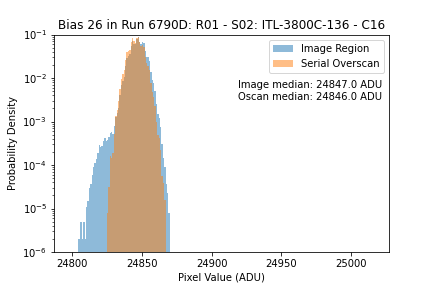 Bias 26 in Run 6790D: R01 - S02: ITL-3800C-136 - C16
Image Region
Serial Overscan
Image median: 24847.0 ADU
Oscan median: 24846.0 ADU
Probability Density
10⁻¹
10⁻²
10⁻³
10⁻⁴
10⁻⁵
10⁻⁶
24800 24850 24900 24950 25000
Pixel Value (ADU)